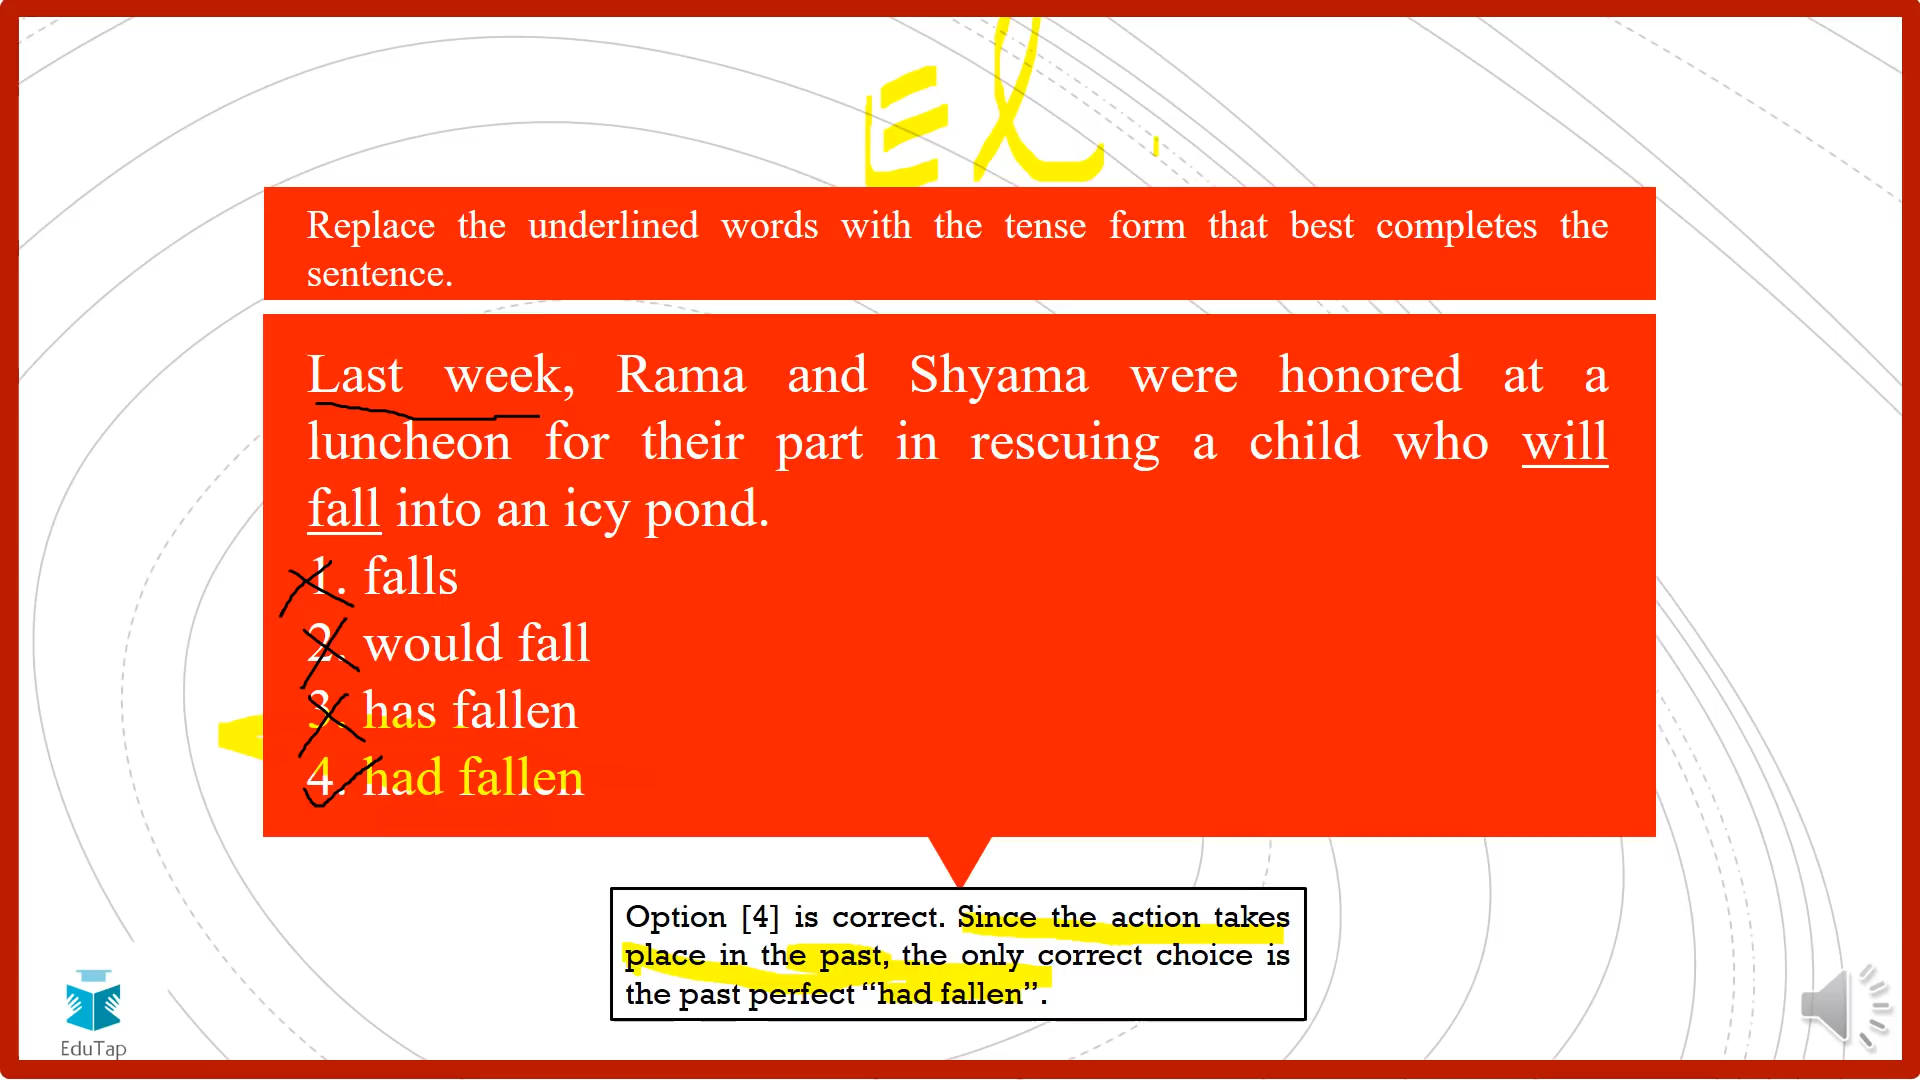 Replace the underlined words with the tense form that best completes the
sentence.
Last week, Rama and Shyama were honored at a
luncheon for their part in rescuing a child who will
fall into an icy pond.
1. falls
2. would fall
3. has fallen
4. had fallen
Option [4] is correct. Since the action takes
place in the past, the only correct choice is
the past perfect “had fallen”.
EduTap